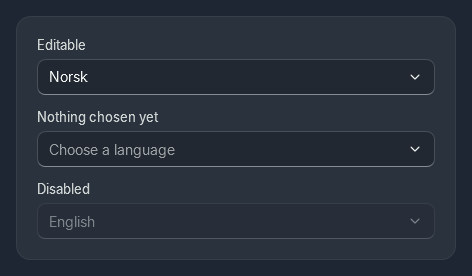 Editable
Norsk
Nothing chosen yet
Choose a language
Disabled
English